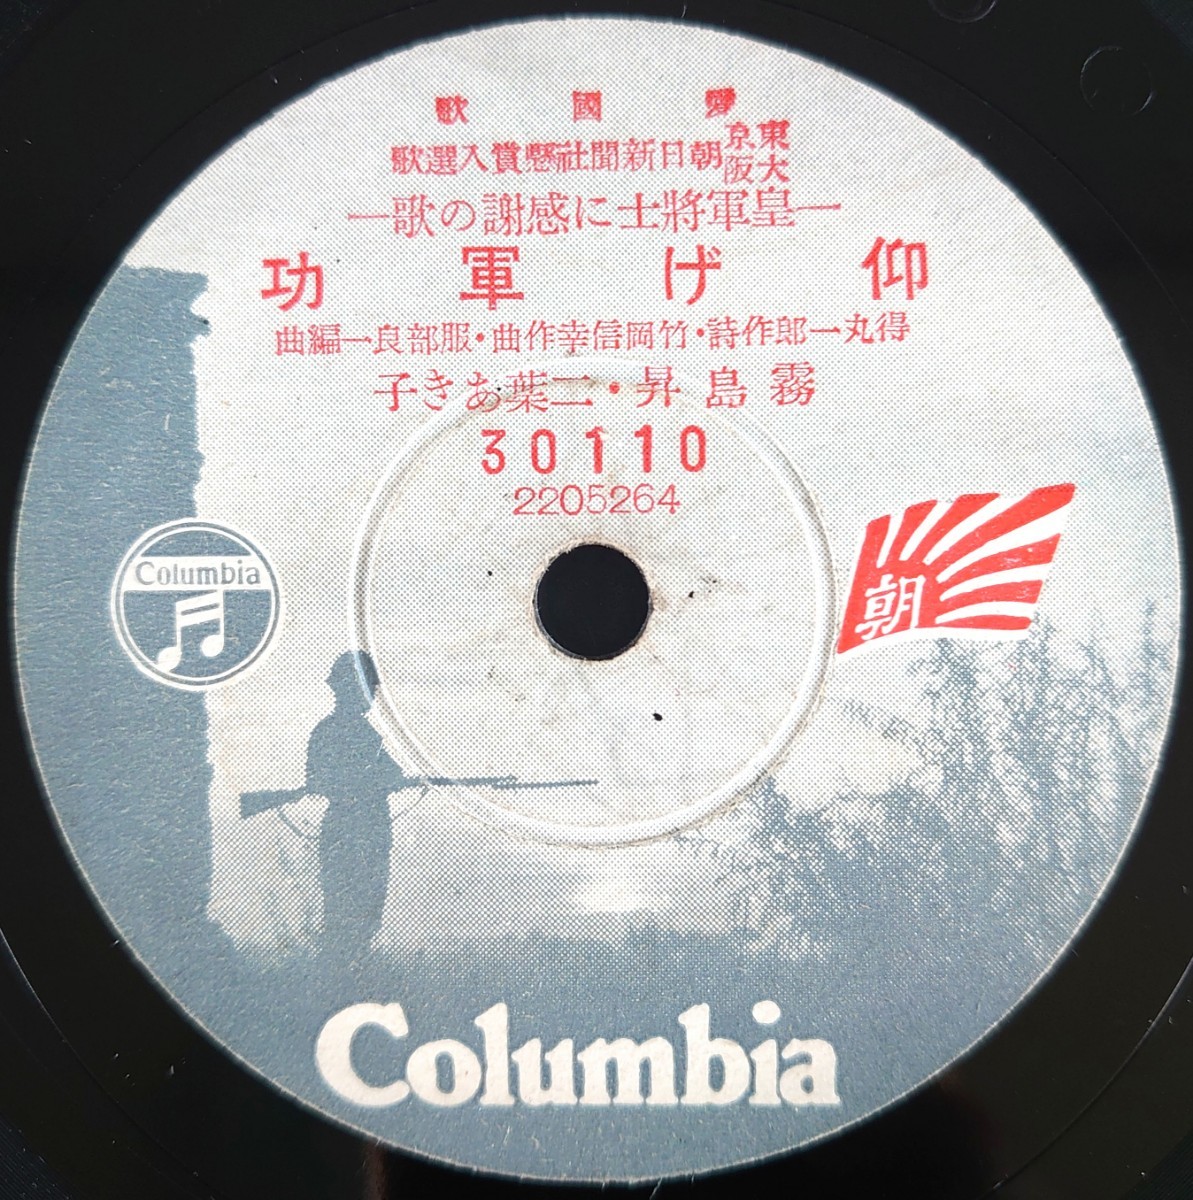 愛國歌
東京大阪朝日新聞社懸賞入選歌
―皇軍將士に感謝の歌―
仰げ軍功
得丸一郎作詩・竹岡信幸作曲・服部良一編曲
霧島昇・二葉あき子
30110
2205264
Columbia
朝
Columbia